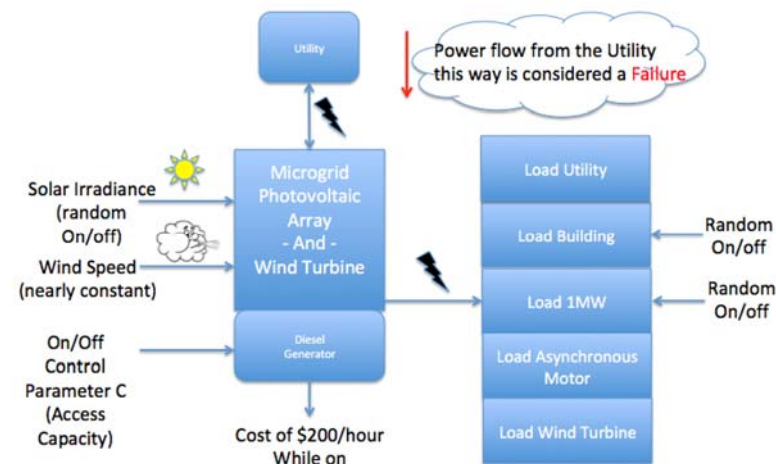 Utility
Power flow from the Utility
this way is considered a Failure
Solar Irradiance
(random
On/off)
Wind Speed
(nearly constant)
On/Off
Control
Parameter C
(Access
Capacity)
Microgrid
Photovoltaic
Array
- And -
Wind Turbine
Diesel
Generator
Cost of $200/hour
While on
Load Utility
Load Building
Load 1MW
Load Asynchronous
Motor
Load Wind Turbine
Random
On/off
Random
On/off